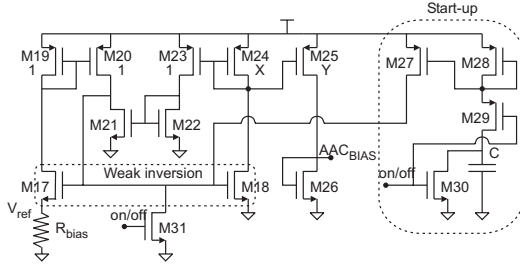 Start-up
M19
1
M20
1
M23
1
M24
X
M25
Y
M27
M28
M21
M22
M29
Weak inversion
AAC_BIAS
C
on/off
M17
M18
M26
M30
V_ref
R_bias
on/off
M31